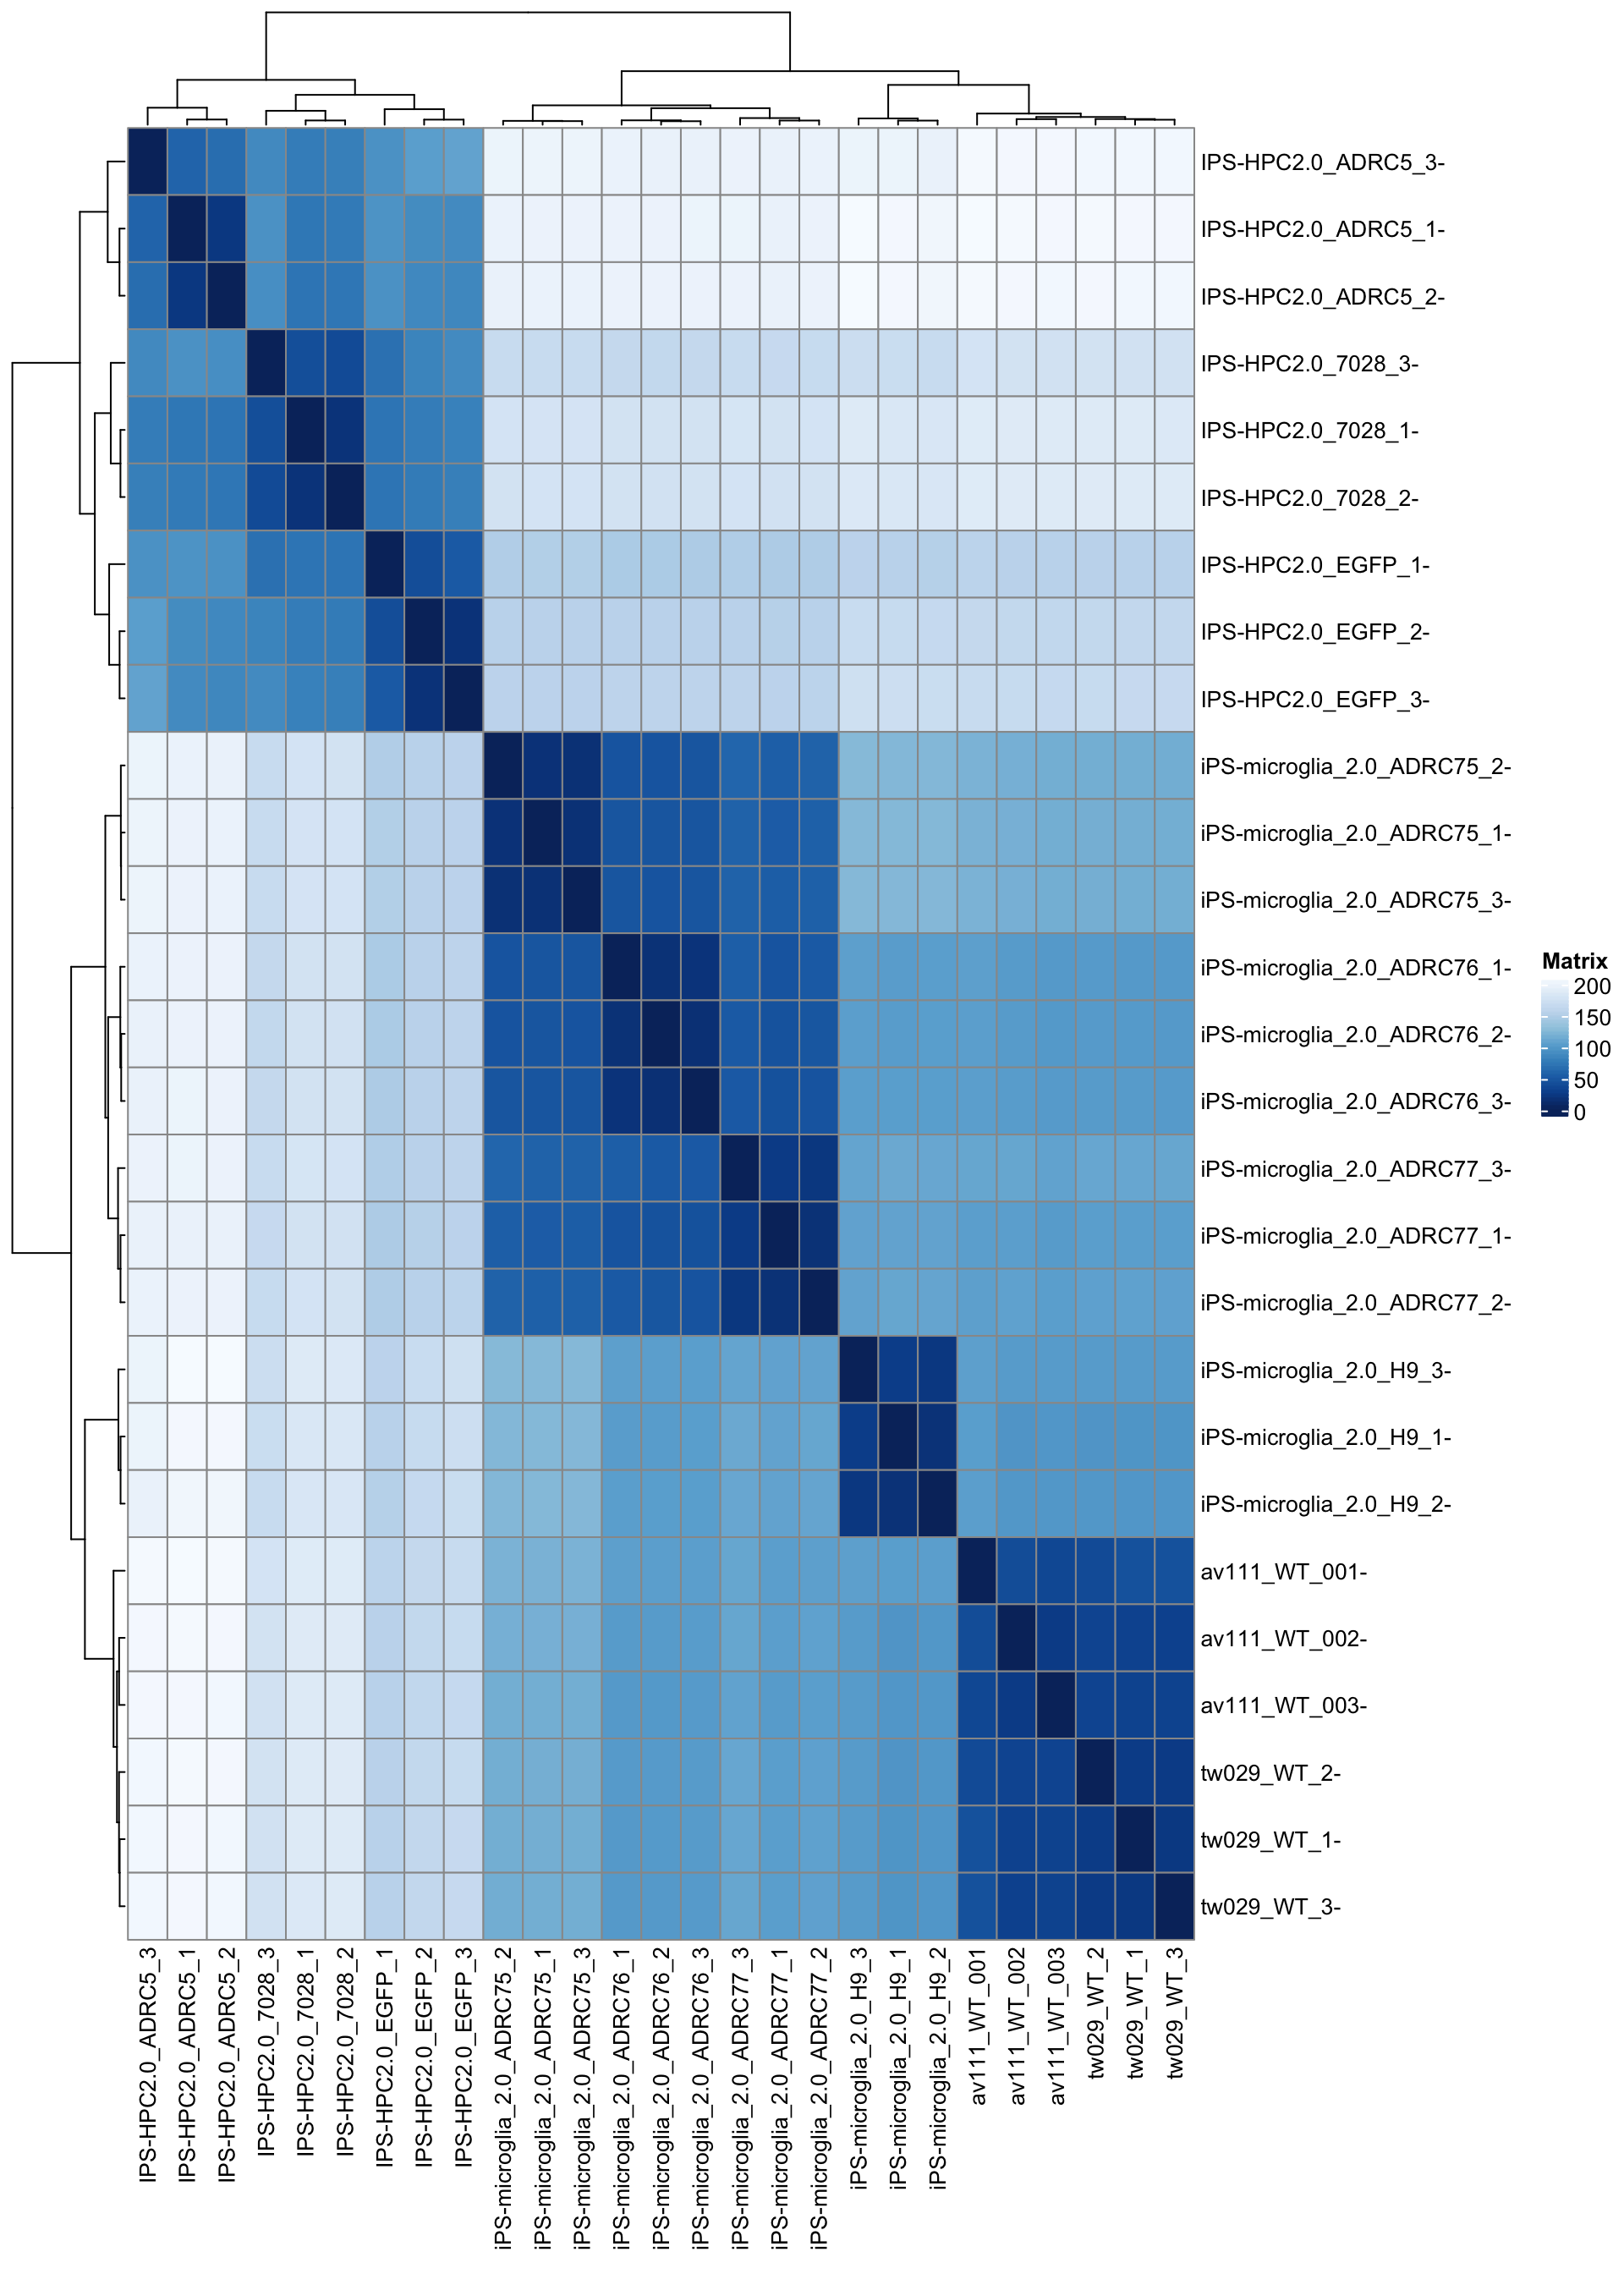 IPS-HPC2.0_ADRC5_3-
IPS-HPC2.0_ADRC5_1-
IPS-HPC2.0_ADRC5_2-
IPS-HPC2.0_7028_3-
IPS-HPC2.0_7028_1-
IPS-HPC2.0_7028_2-
IPS-HPC2.0_EGFP_1-
IPS-HPC2.0_EGFP_2-
IPS-HPC2.0_EGFP_3-
iPS-microglia_2.0_ADRC75_2-
iPS-microglia_2.0_ADRC75_1-
iPS-microglia_2.0_ADRC75_3-
iPS-microglia_2.0_ADRC76_1-
iPS-microglia_2.0_ADRC76_2-
iPS-microglia_2.0_ADRC76_3-
iPS-microglia_2.0_ADRC77_3-
iPS-microglia_2.0_ADRC77_1-
iPS-microglia_2.0_ADRC77_2-
iPS-microglia_2.0_H9_3-
iPS-microglia_2.0_H9_1-
iPS-microglia_2.0_H9_2-
av111_WT_001-
av111_WT_002-
av111_WT_003-
tw029_WT_2-
tw029_WT_1-
tw029_WT_3-
Matrix
200
150
100
50
0
IPS-HPC2.0_ADRC5_3
IPS-HPC2.0_ADRC5_1
IPS-HPC2.0_ADRC5_2
IPS-HPC2.0_7028_3
IPS-HPC2.0_7028_1
IPS-HPC2.0_7028_2
IPS-HPC2.0_EGFP_1
IPS-HPC2.0_EGFP_2
IPS-HPC2.0_EGFP_3
iPS-microglia_2.0_ADRC75_2
iPS-microglia_2.0_ADRC75_1
iPS-microglia_2.0_ADRC75_3
iPS-microglia_2.0_ADRC76_1
iPS-microglia_2.0_ADRC76_2
iPS-microglia_2.0_ADRC76_3
iPS-microglia_2.0_ADRC77_3
iPS-microglia_2.0_ADRC77_1
iPS-microglia_2.0_ADRC77_2
iPS-microglia_2.0_H9_3
iPS-microglia_2.0_H9_1
iPS-microglia_2.0_H9_2
av111_WT_001
av111_WT_002
av111_WT_003
tw029_WT_2
tw029_WT_1
tw029_WT_3